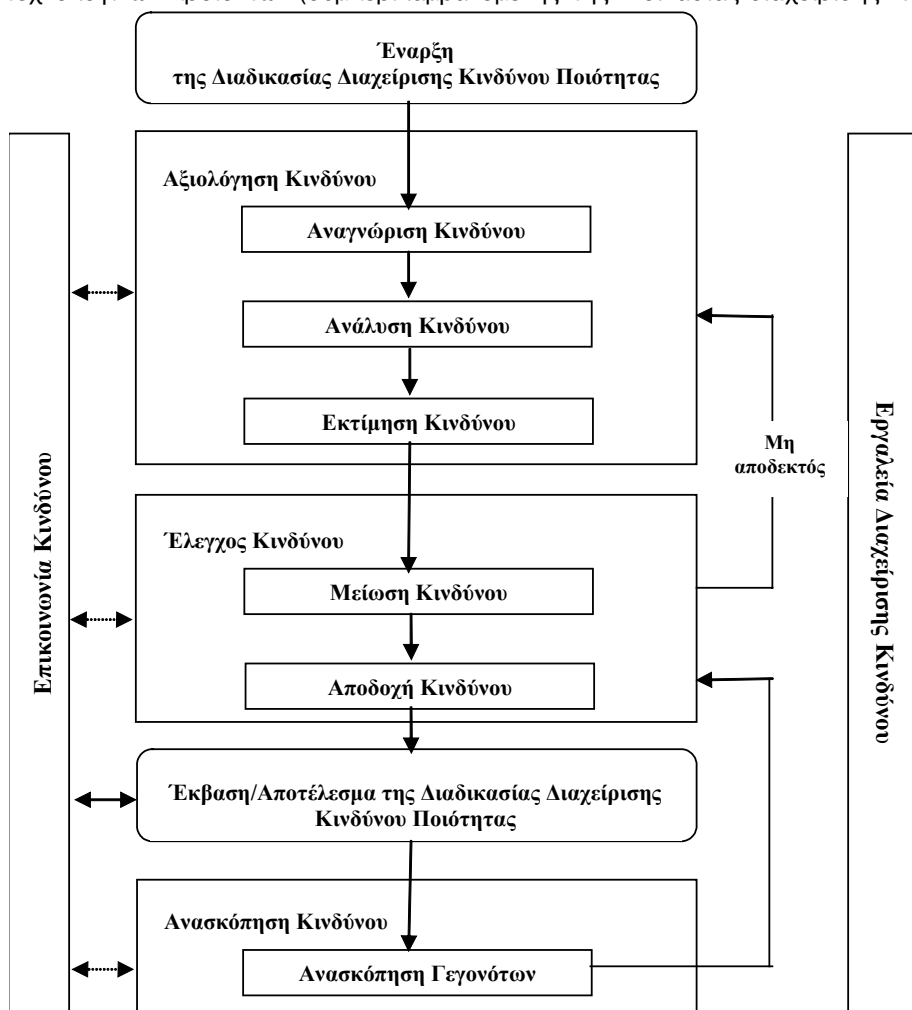 Έναρξη
της Διαδικασίας Διαχείρισης Κινδύνου Ποιότητας
Αξιολόγηση Κινδύνου
Αναγνώριση Κινδύνου
Ανάλυση Κινδύνου
Εκτίμηση Κινδύνου
Μη
αποδεκτός
Έλεγχος Κινδύνου
Μείωση Κινδύνου
Αποδοχή Κινδύνου
Έκβαση/Αποτέλεσμα της Διαδικασίας Διαχείρισης
Κινδύνου Ποιότητας
Ανασκόπηση Κινδύνου
Ανασκόπηση Γεγονότων
Επικοινωνία Κινδύνου
Εργαλεία Διαχείρισης Κινδύνου